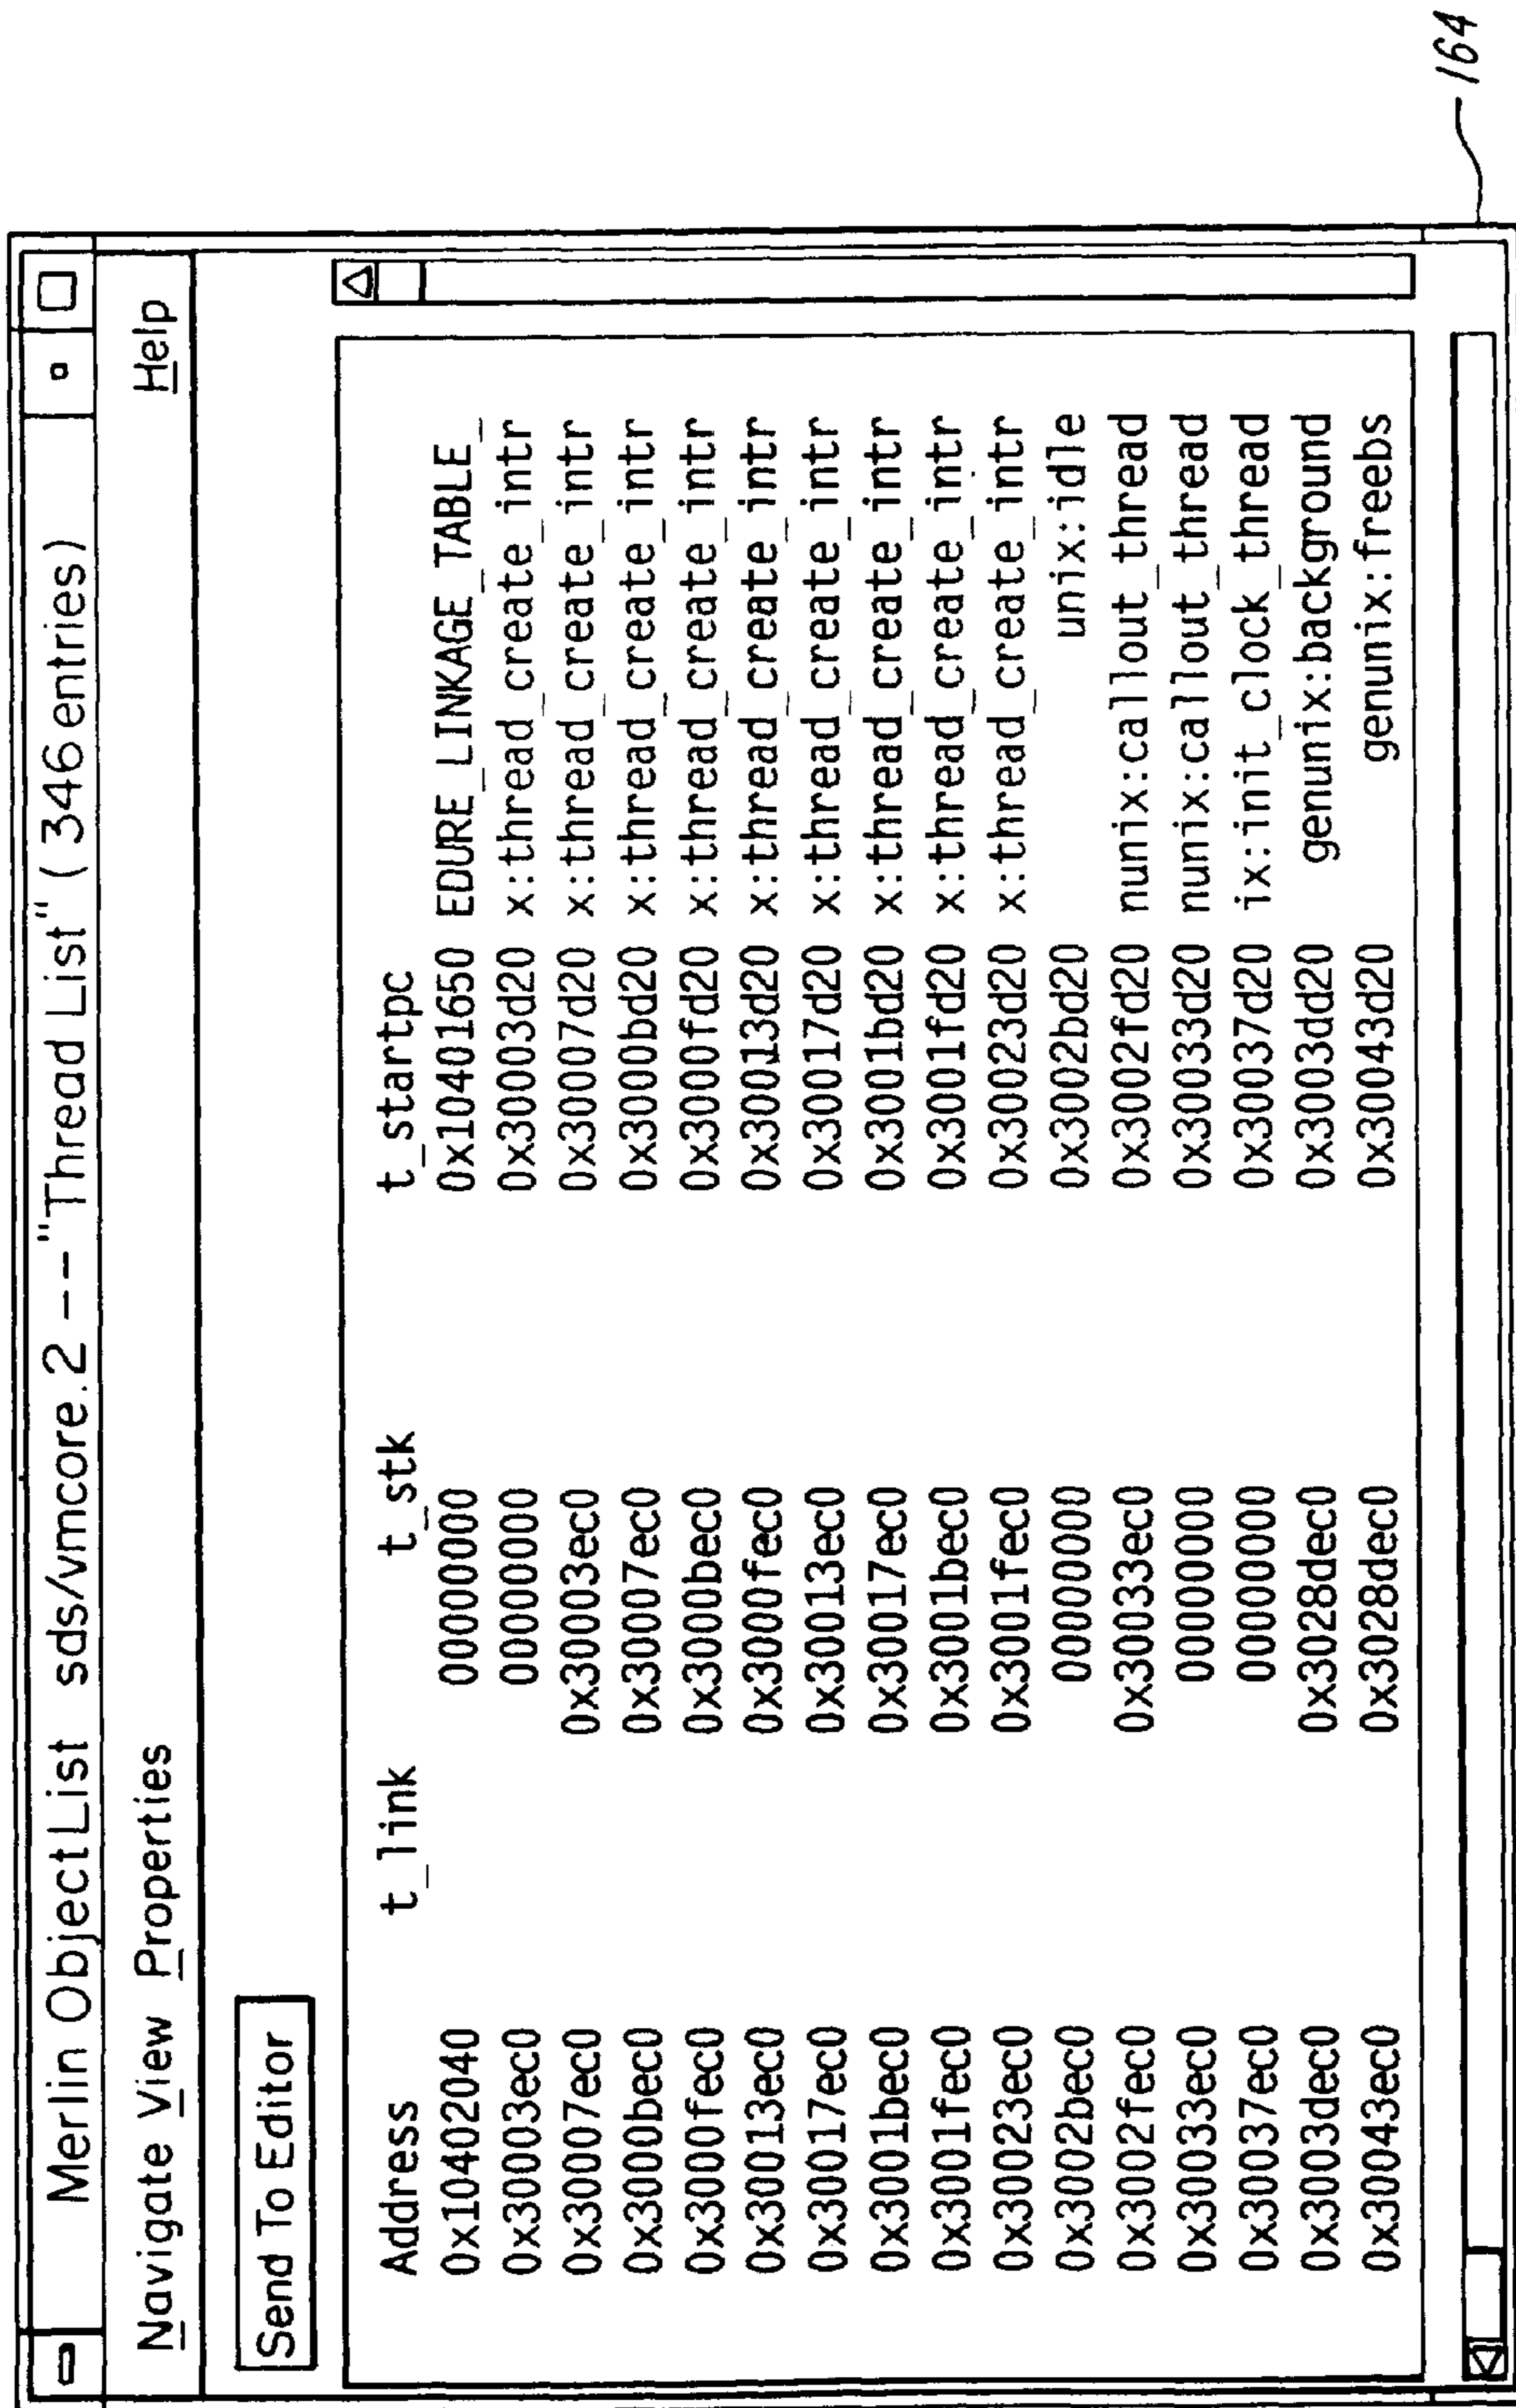 Merlin ObjectList sds/vmcore.2 --"Thread List" ( 346 entries)
Navigate View Properties Help
Send To Editor
Address t_link t_stk t_startpc
0x10402040 00000000 0x10401650 EDURE_LINKAGE_TABLE_
0x30003ec0 00000000 0x30003d20 x:thread_create_intr
0x30007ec0 0x30003ec0 0x30007d20 x:thread_create_intr
0x3000bec0 0x30007ec0 0x3000bd20 x:thread_create_intr
0x3000fec0 0x3000bec0 0x3000fd20 x:thread_create_intr
0x30013ec0 0x3000fec0 0x30013d20 x:thread_create_intr
0x30017ec0 0x30013ec0 0x30017d20 x:thread_create_intr
0x3001bec0 0x30017ec0 0x3001bd20 x:thread_create_intr
0x3001fec0 0x3001bec0 0x3001fd20 x:thread_create_intr
0x30023ec0 0x3001fec0 0x30023d20 x:thread_create_intr
0x3002bec0 00000000 0x3002bd20 unix:idle
0x3002fec0 0x30033ec0 0x3002fd20 nunix:callout_thread
0x30033ec0 00000000 0x30033d20 nunix:callout_thread
0x30037ec0 00000000 0x30037d20 ix:init_clock_thread
0x3003dec0 0x3028dec0 0x3003dd20 genunix:background
0x30043ec0 0x3028dec0 0x30043d20 genunix:freebs
164